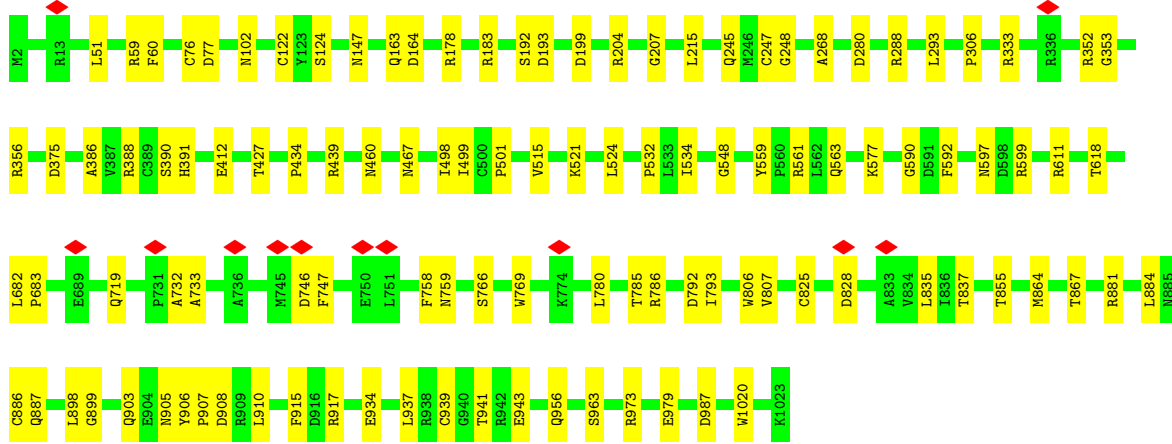 M2 R13 L51 R59 F60 C76 D77 N102 C122 Y123 S124 N147 Q163 D164 R178 R183 S192 D193 D199 R204 G207 L215 Q245 M246 C247 G248 A268 D280 R288 L293 P306 R333 R336 R352 G353
R356 D375 A386 V387 R388 C389 S390 H391 E412 T427 P434 R439 N460 N467 I498 I499 C500 P501 V515 K521 L524 P532 L533 I534 G548 Y559 P560 R561 L562 Q563 K577 G590 D591 F592 N597 D598 R599 R611 T618
L682 P683 E689 Q719 P731 A732 A733 A736 M745 D746 F747 E750 L751 F758 N759 S766 W769 K774 L780 T785 R786 D792 I793 W806 V807 C825 D828 A833 V834 L835 I836 T837 T855 M864 T867 R881 L884 N885
C886 Q887 L898 G899 Q903 E904 N905 Y906 P907 D908 R909 L910 F915 D916 R917 E934 L937 R938 C939 G940 T941 R942 E943 Q956 S963 R973 E979 D987 W1020 K1023